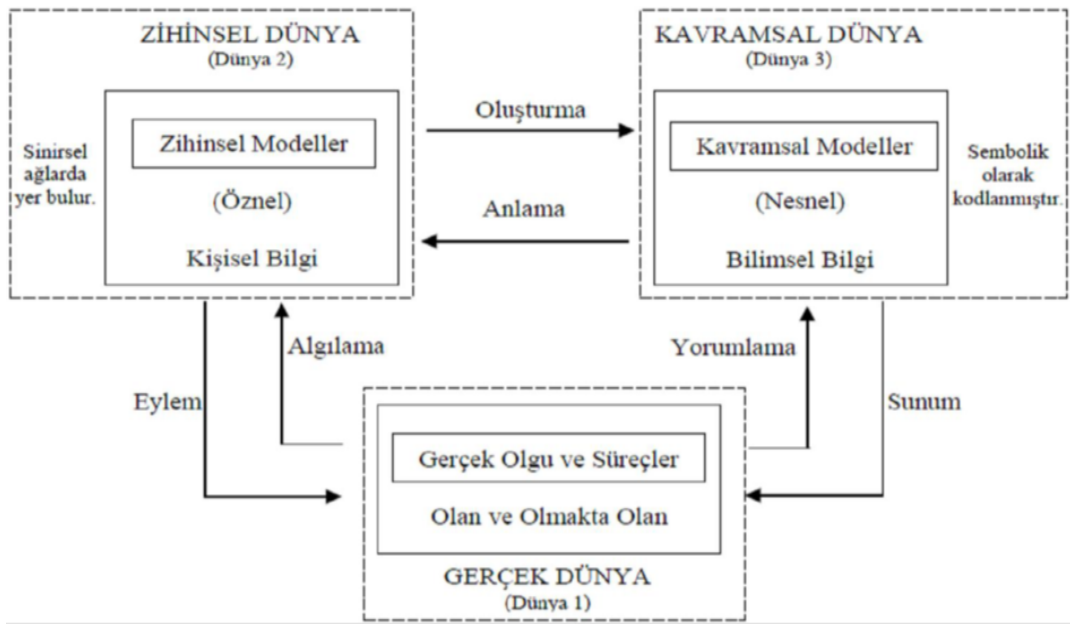 ZİHİNSEL DÜNYA
(Dünya 2)
Sinirsel
ağlarda
yer bulur.
Zihinsel Modeller
(Öznel)
Kişisel Bilgi
Oluşturma
Anlama
KAVRAMSAL DÜNYA
(Dünya 3)
Kavramsal Modeller
(Nesnel)
Bilimsel Bilgi
Sembolik
olarak
kodlanmıştır.
Eylem
Algılama
Yorumlama
Sunum
Gerçek Olgu ve Süreçler
Olan ve Olmakta Olan
GERÇEK DÜNYA
(Dünya 1)